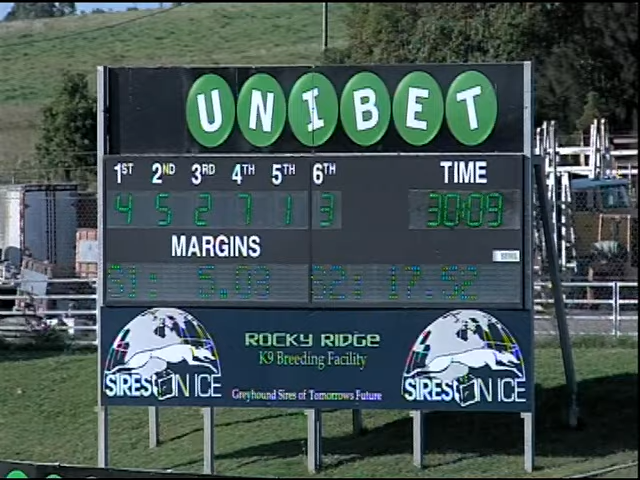 UNIBET
1ST 2ND 3RD 4TH 5TH 6TH TIME
4 5 2 7 1 3 30:09
MARGINS
S1: 5.03 S2: 17.52
ROCKY RIDGE
K9 Breeding Facility
SIRES ON ICE
Greyhound Sires of Tomorrows Future
SIRES ON ICE